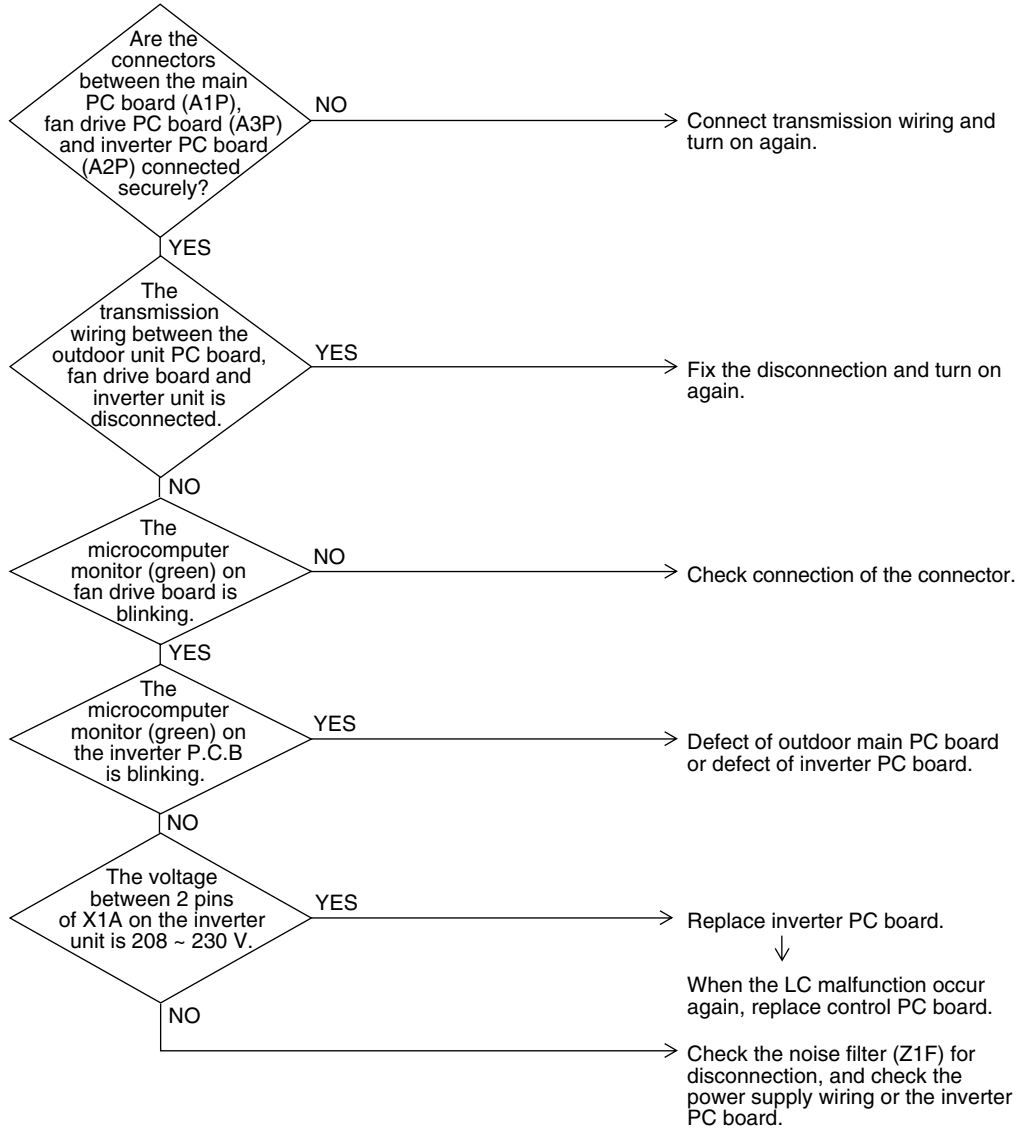 Are the
connectors
between the main
PC board (A1P),
fan drive PC board (A3P)
and inverter PC board
(A2P) connected
securely?
NO
Connect transmission wiring and
turn on again.
YES
The
transmission
wiring between the
outdoor unit PC board,
fan drive board and
inverter unit is
disconnected.
YES
Fix the disconnection and turn on
again.
NO
The
microcomputer
monitor (green) on
fan drive board is
blinking.
NO
Check connection of the connector.
YES
The
microcomputer
monitor (green) on
the inverter P.C.B
is blinking.
YES
Defect of outdoor main PC board
or defect of inverter PC board.
NO
The voltage
between 2 pins
of X1A on the inverter
unit is 208 ~ 230 V.
YES
Replace inverter PC board.
When the LC malfunction occur
again, replace control PC board.
NO
Check the noise filter (Z1F) for
disconnection, and check the
power supply wiring or the inverter
PC board.